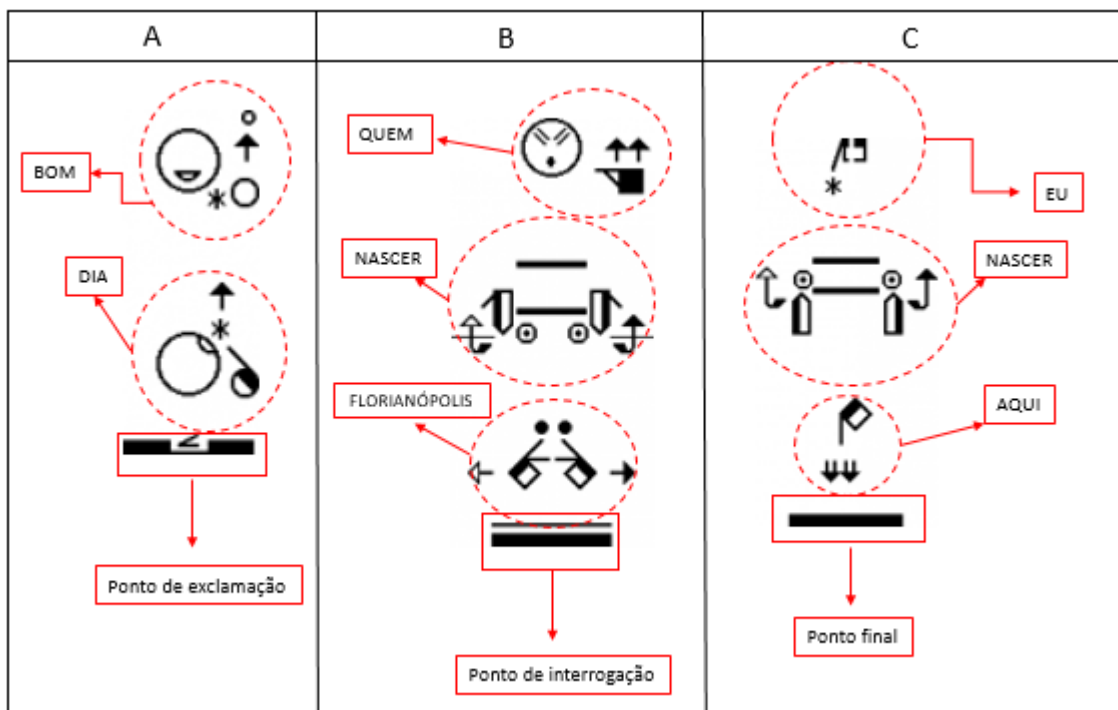 A
B
C
BOM
DIA
Ponto de exclamação
QUEM
NASCER
FLORIANÓPOLIS
Ponto de interrogação
EU
NASCER
AQUI
Ponto final